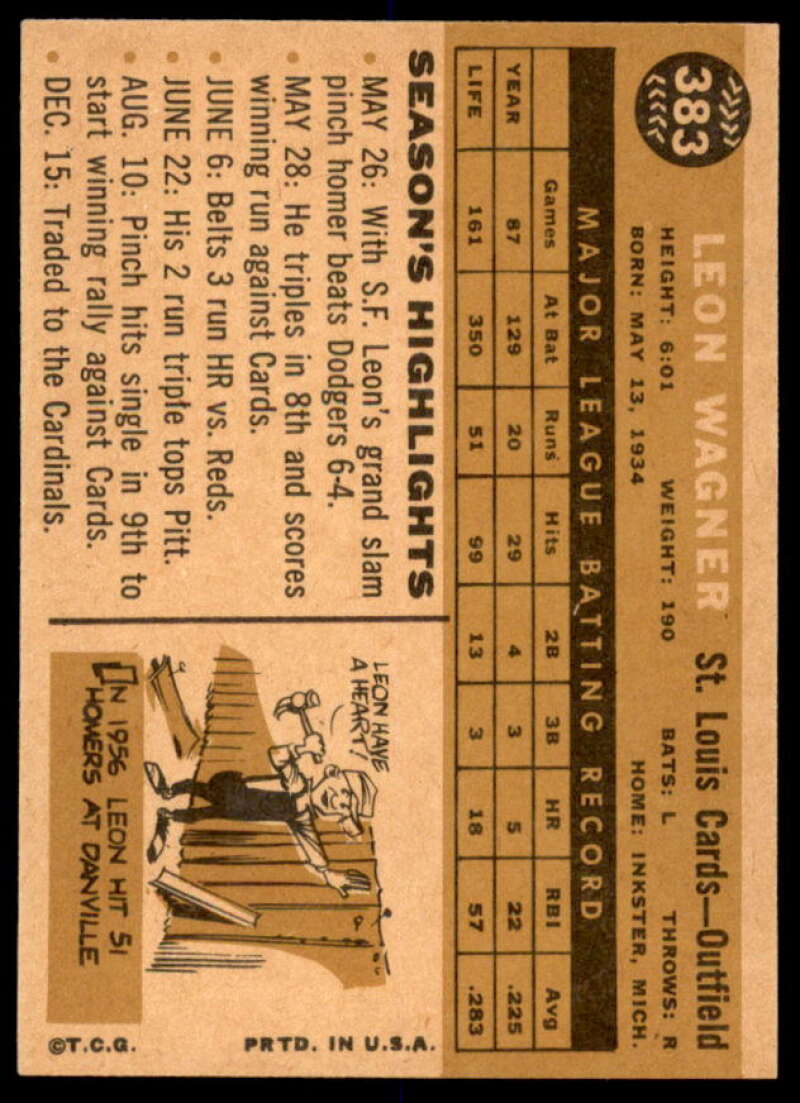 383
LEON WAGNER St. Louis Cards—Outfield
HEIGHT: 6:01 WEIGHT: 190 BATS: L THROWS: R
BORN: MAY 13, 1934 HOME: INKSTER, MICH.
MAJOR LEAGUE BATTING RECORD
Games At Bat Runs Hits 2B 3B HR RBI Avg
YEAR 87 129 20 29 4 3 5 22 .225
LIFE 161 350 51 99 13 3 18 57 .283
SEASON'S HIGHLIGHTS
• MAY 26: With S.F. Leon's grand slam
pinch homer beats Dodgers 6-4.
• MAY 28: He triples in 8th and scores
winning run against Cards.
• JUNE 6: Belts 3 run HR vs. Reds.
• JUNE 22: His 2 run triple tops Pitt.
• AUG. 10: Pinch hits single in 9th to
start winning rally against Cards.
• DEC. 15: Traded to the Cardinals.
LEON HAVE
A HEART!
IN 1956 LEON HIT 51
HOMERS AT DANVILLE
©T.C.G. PRTD. IN U.S.A.